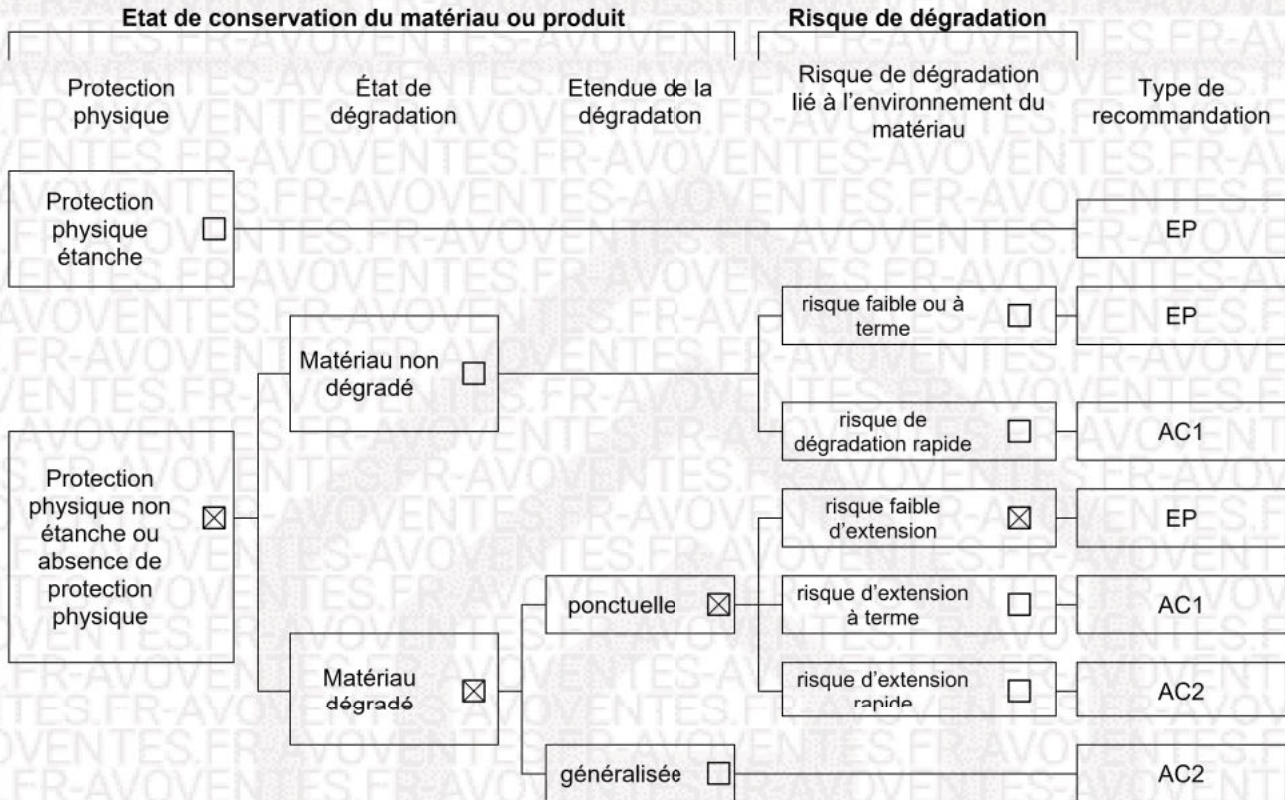 Etat de conservation du matériau ou produit
Risque de dégradation
Protection
physique
État de
dégradation
Etendue de la
dégradation
Risque de dégradation
lié à l'environnement du
matériau
Type de
recommandation
Protection
physique
étanche
EP
risque faible ou à
terme
EP
Matériau non
dégradé
risque de
dégradation rapide
AC1
Protection
physique non
étanche ou
absence de
protection
physique
risque faible
d'extension
EP
ponctuelle
risque d'extension
à terme
AC1
Matériau
dégradé
risque d'extension
rapide
AC2
généralisée
AC2